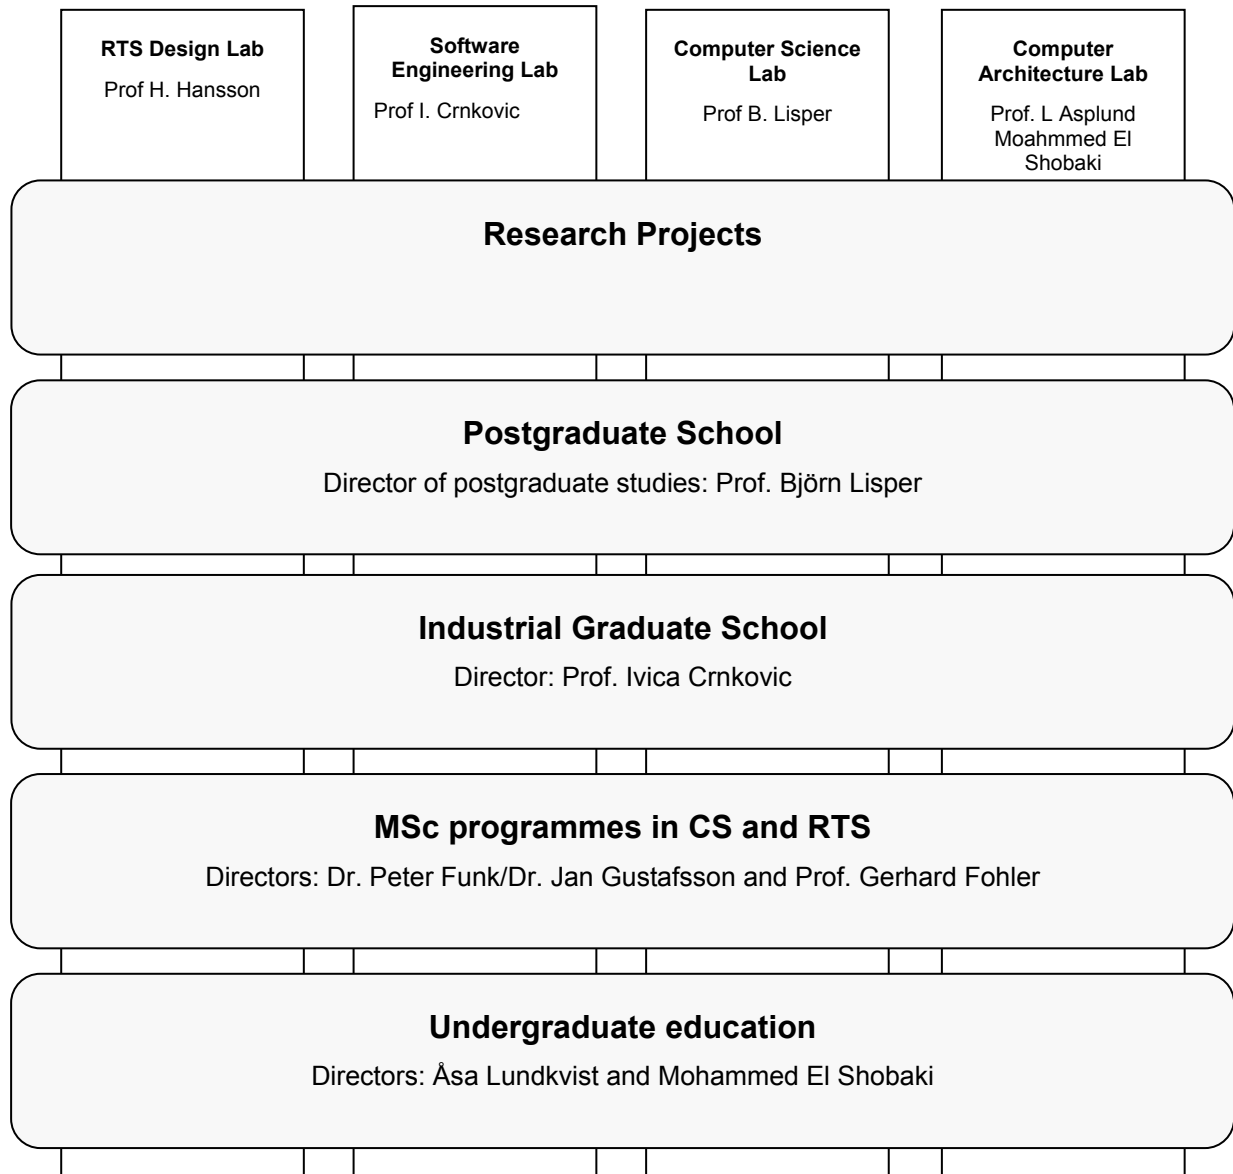 RTS Design Lab
Prof H. Hansson
Software
Engineering Lab
Prof I. Crnkovic
Computer Science
Lab
Prof B. Lisper
Computer
Architecture Lab
Prof. L Asplund
Moahmmed El
Shobaki
Research Projects
Postgraduate School
Director of postgraduate studies: Prof. Björn Lisper
Industrial Graduate School
Director: Prof. Ivica Crnkovic
MSc programmes in CS and RTS
Directors: Dr. Peter Funk/Dr. Jan Gustafsson and Prof. Gerhard Fohler
Undergraduate education
Directors: Åsa Lundkvist and Mohammed El Shobaki